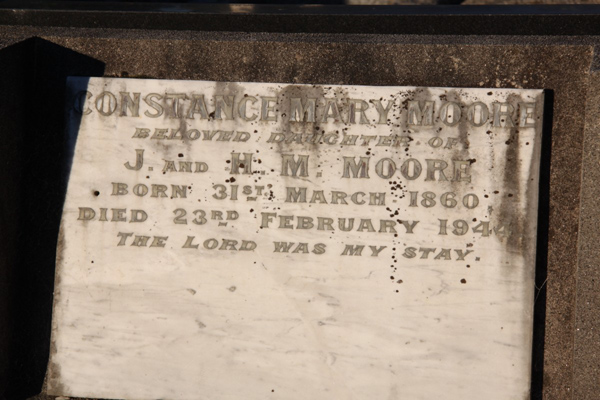 CONSTANCE MARY MOORE
BELOVED DAUGHTER OF
J. AND H. M. MOORE
BORN 31ST MARCH 1860
DIED 23RD FEBRUARY 1944
THE LORD WAS MY STAY.